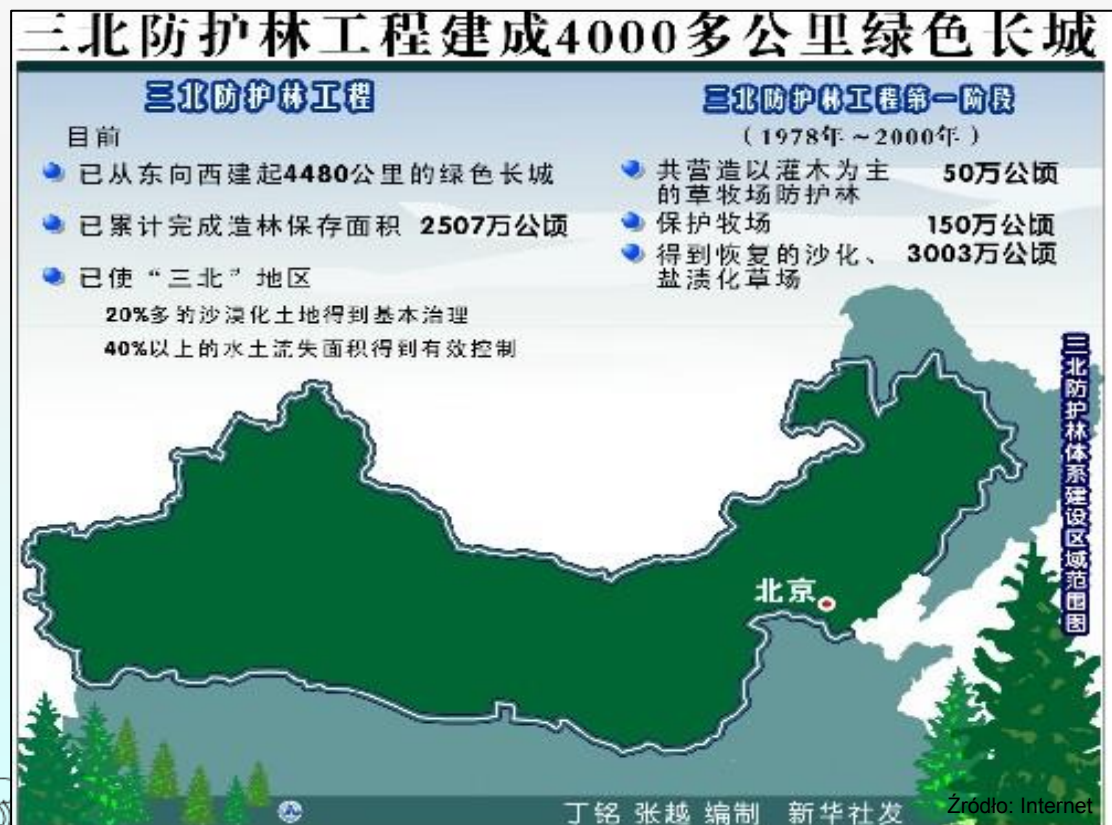 三北防护林工程建成4000多公里绿色长城
三北防护林工程
目前
已从东向西建起4480公里的绿色长城
已累计完成造林保存面积 2507万公顷
已使“三北”地区
20%多的沙漠化土地得到基本治理
40%以上的水土流失面积得到有效控制
三北防护林工程第一阶段
(1978年~2000年)
共营造以灌木为主 50万公顷
的草牧场防护林
保护牧场 150万公顷
得到恢复的沙化、 3003万公顷
盐渍化草场
三北防护林体系建设区域范围图
北京
丁铭 张越 编制 新华社发
Źródło: Internet